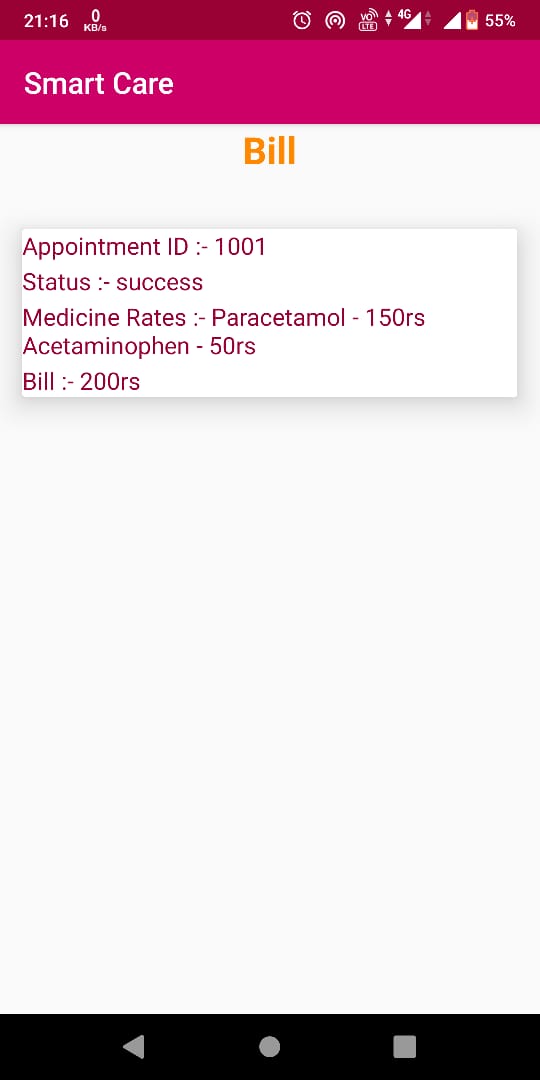 21:16 0 KB/s VO LTE 4G 55%
Smart Care
Bill
Appointment ID :- 1001
Status :- success
Medicine Rates :- Paracetamol - 150rs
Acetaminophen - 50rs
Bill :- 200rs